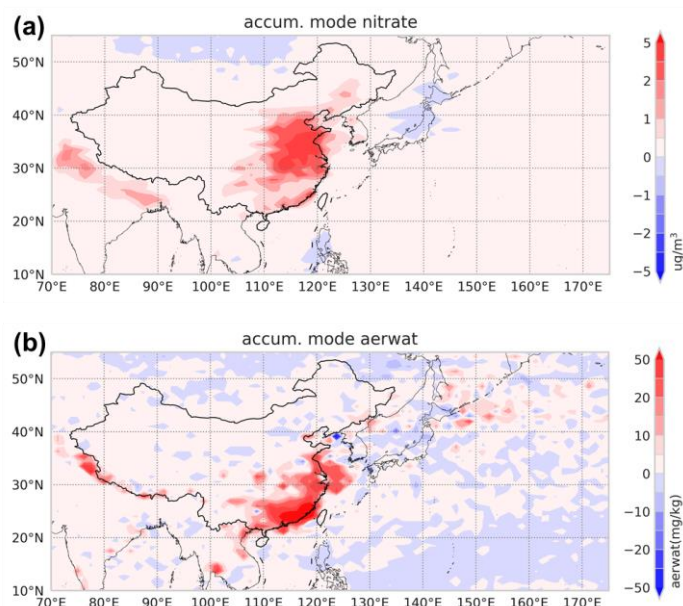 (a)
accum. mode nitrate
50°N
40°N
30°N
20°N
10°N
70°E 80°E 90°E 100°E 110°E 120°E 130°E 140°E 150°E 160°E 170°E
5
2
1
0
−1
−2
−5
ug/m³
(b)
accum. mode aerwat
50°N
40°N
30°N
20°N
10°N
70°E 80°E 90°E 100°E 110°E 120°E 130°E 140°E 150°E 160°E 170°E
50
20
10
0
−10
−20
−50
aerwat(mg/kg)